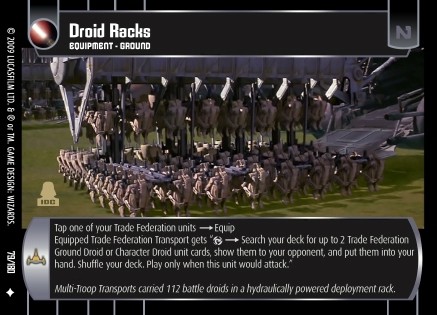 Droid Racks
EQUIPMENT - GROUND
N
© 2009 LUCASFILM LTD. & ® or TM. GAME DESIGN: WIZARDS.
75/180
100
Tap one of your Trade Federation units → Equip
Equipped Trade Federation Transport gets “ → Search your deck for up to 2 Trade Federation
Ground Droid or Character Droid unit cards, show them to your opponent, and put them into your
hand. Shuffle your deck. Play only when this unit would attack.”
Multi-Troop Transports carried 112 battle droids in a hydraulically powered deployment rack.